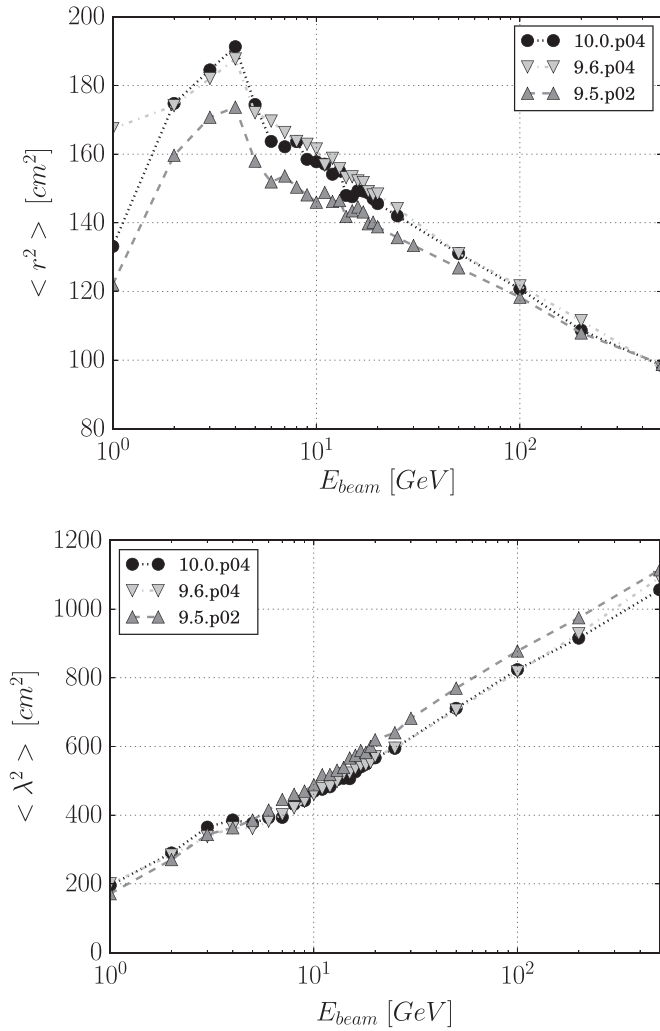 200
180
160
140
120
100
80
< r² > [cm²]
10.0.p04
9.6.p04
9.5.p02
10⁰
10¹
10²
E_beam [GeV]
1200
1000
800
600
400
200
0
< λ² > [cm²]
10.0.p04
9.6.p04
9.5.p02
10⁰
10¹
10²
E_beam [GeV]